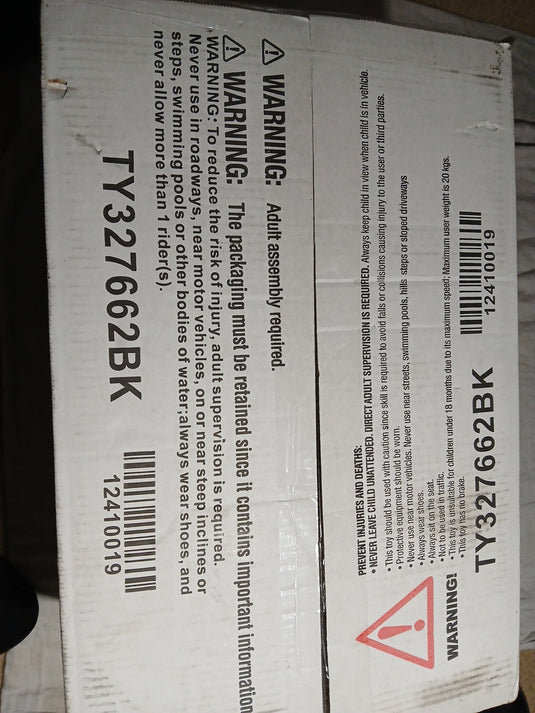 WARNING: Adult assembly required.
WARNING: The packaging must be retained since it contains important information
WARNING: To reduce the risk of injury, adult supervision is required.
Never use in roadways, near motor vehicles, on or near steep inclines or
steps, swimming pools or other bodies of water;always wear shoes, and
never allow more than 1 rider(s).
TY327662BK
12410019
PREVENT INJURIES AND DEATHS:
• NEVER LEAVE CHILD UNATTENDED. DIRECT ADULT SUPERVISION IS REQUIRED. Always keep child in view when child is in vehicle.
• This toy should be used with caution since skill is required to avoid falls or collisions causing injury to the user or third parties.
• Protective equipment should be worn.
• Never use near motor vehicles. Never use near streets, swimming pools, hills steps or sloped driveways
• Always wear shoes.
• Always sit on the seat.
• Not to be used in traffic.
• This toy is unsuitable for children under 18 months due to its maximum speed; Maximum user weight is 20 kgs.
• This toy has no brake.
WARNING!
TY327662BK
12410019